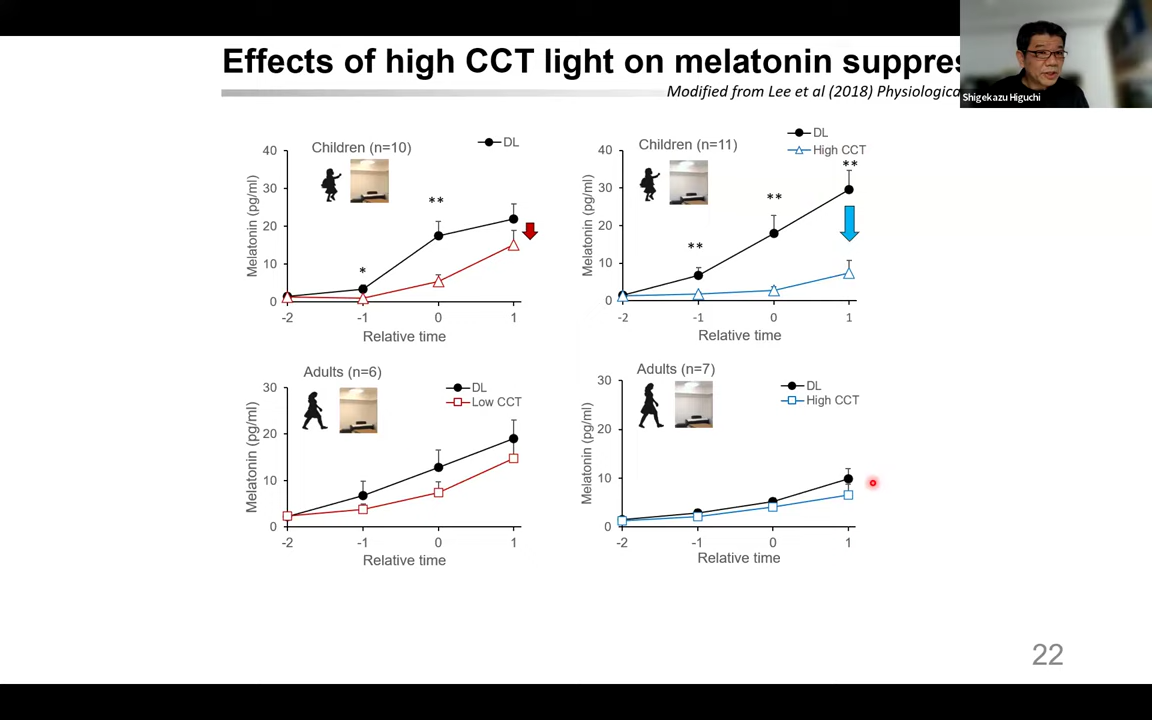 Effects of high CCT light on melatonin suppres
Modified from Lee et al (2018) Physiologica
Shigekazu Higuchi
Children (n=10)
DL
40
30
20
10
0
-2
-1
0
1
*
**
Melatonin (pg/ml)
Relative time
Children (n=11)
DL
High CCT
40
30
20
10
0
-2
-1
0
1
**
**
**
Melatonin (pg/ml)
Relative time
Adults (n=6)
DL
Low CCT
30
20
10
0
-2
-1
0
1
Melatonin (pg/ml)
Relative time
Adults (n=7)
DL
High CCT
30
20
10
0
-2
-1
0
1
Melatonin (pg/ml)
Relative time
22